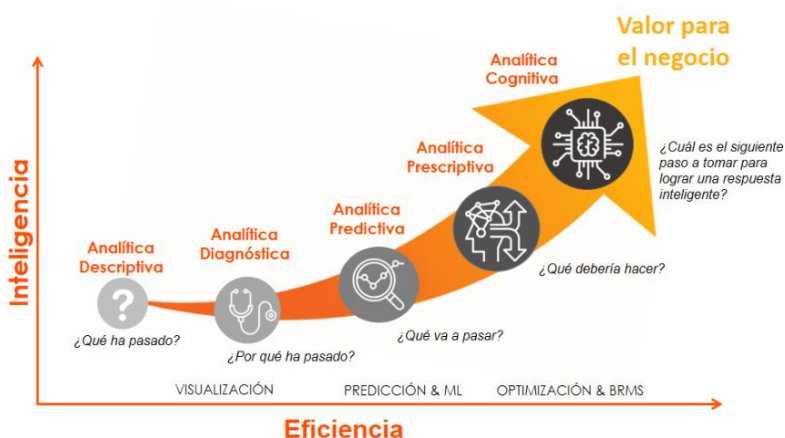 Valor para
el negocio
Analítica
Cognitiva
¿Cuál es el siguiente
paso a tomar para
lograr una respuesta
inteligente?
Analítica
Prescriptiva
¿Qué debería hacer?
Analítica
Predictiva
¿Qué va a pasar?
Analítica
Diagnóstica
¿Por qué ha pasado?
Analítica
Descriptiva
?
¿Qué ha pasado?
Inteligencia
VISUALIZACIÓN
PREDICCIÓN & ML
OPTIMIZACIÓN & BRMS
Eficiencia